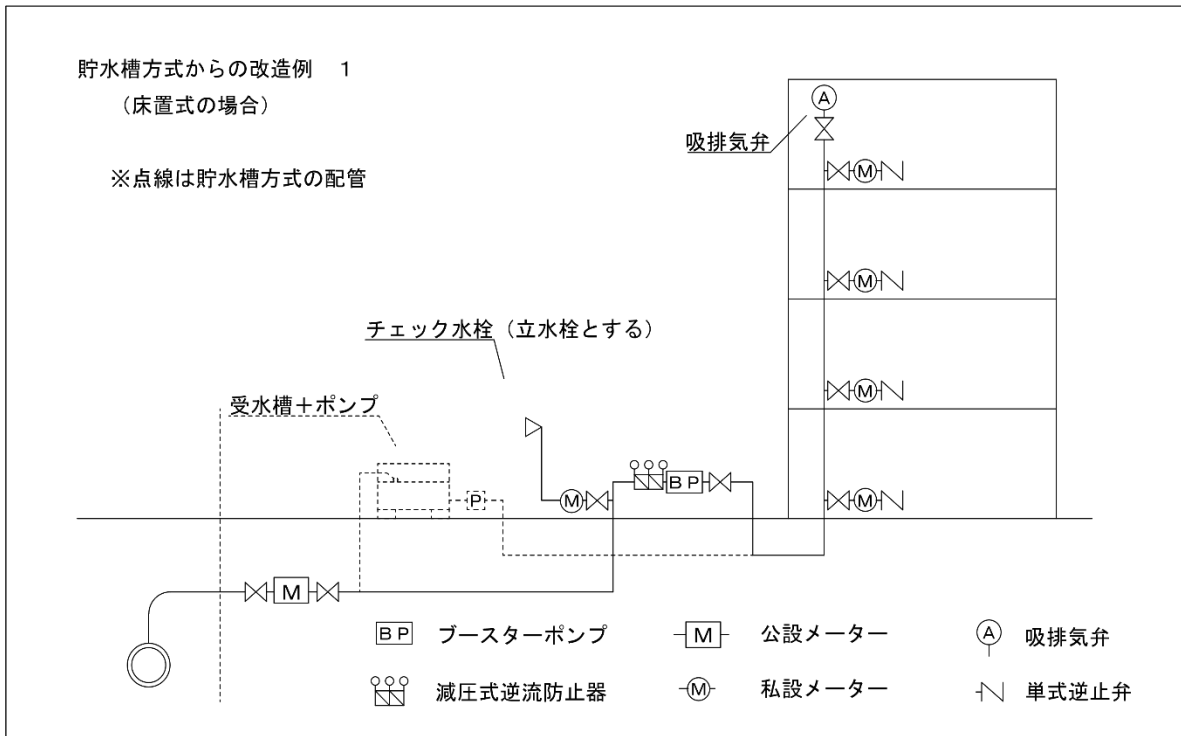 貯水槽方式からの改造例　1
（床置式の場合）
※点線は貯水槽方式の配管
A
吸排気弁
M
M
チェック水栓（立水栓とする）
M
受水槽＋ポンプ
P
BP
M
M
M
BP ブースターポンプ
M 公設メーター
A 吸排気弁
減圧式逆流防止器
M 私設メーター
単式逆止弁